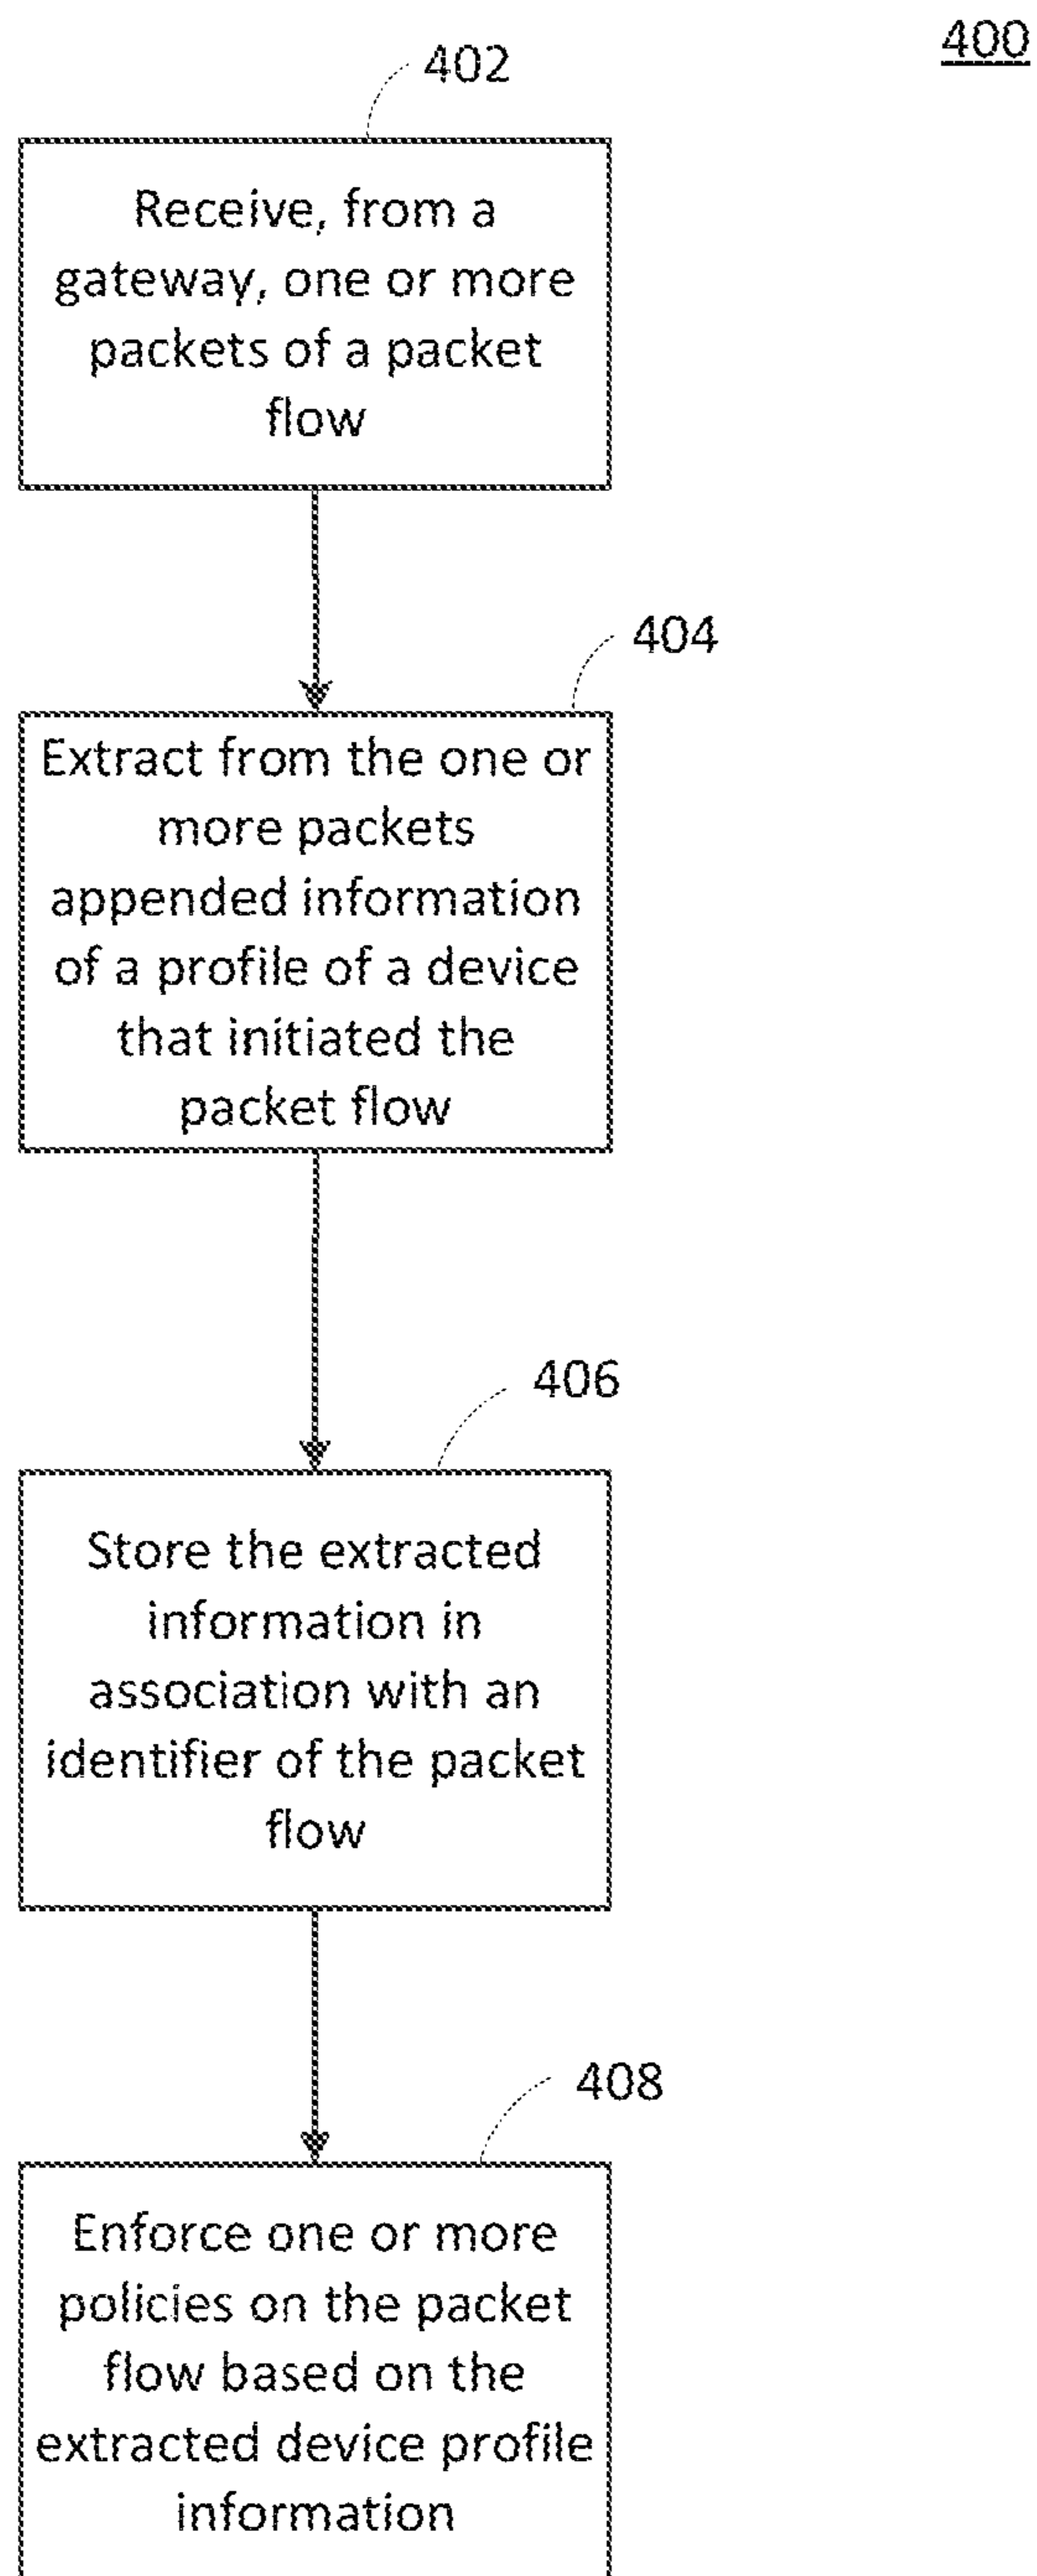 400
402
Receive, from a
gateway, one or more
packets of a packet
flow
404
Extract from the one or
more packets
appended information
of a profile of a device
that initiated the
packet flow
406
Store the extracted
information in
association with an
identifier of the packet
flow
408
Enforce one or more
policies on the packet
flow based on the
extracted device profile
information